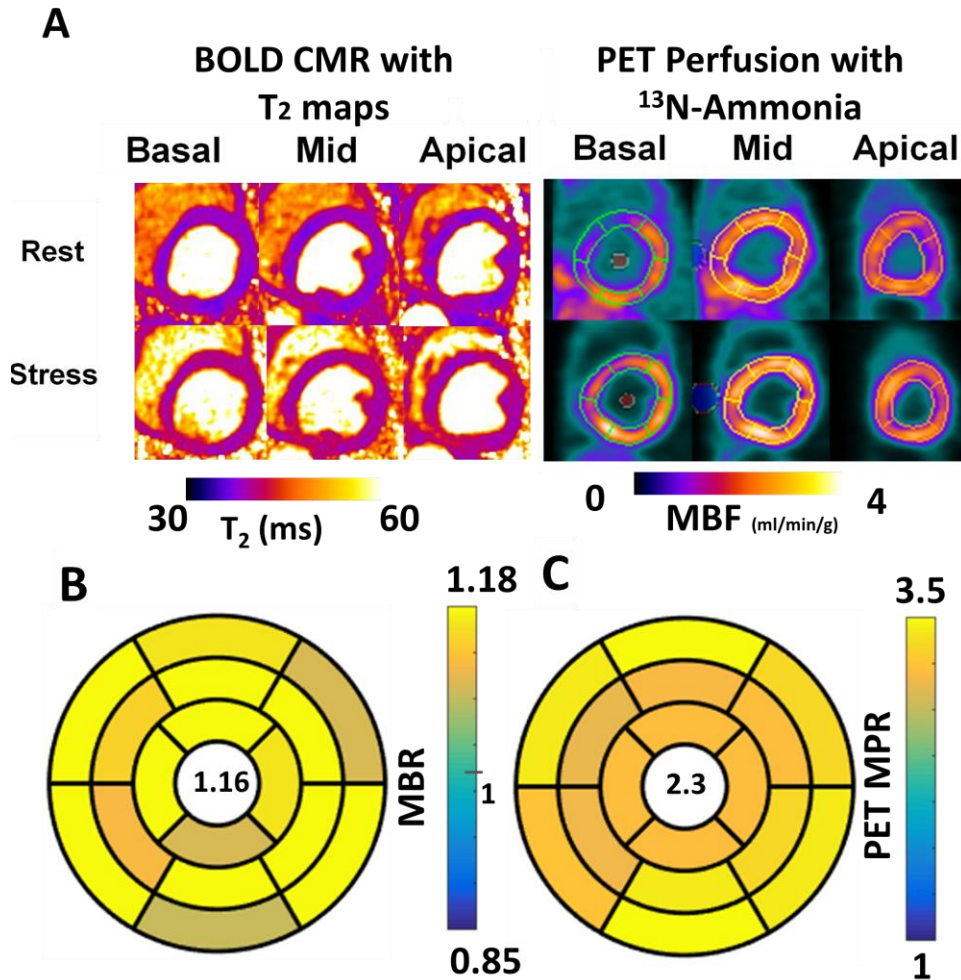 A
BOLD CMR with
T₂ maps
PET Perfusion with
¹³N-Ammonia
Basal Mid Apical
Basal Mid Apical
Rest
Stress
30 60
T₂ (ms)
0 4
MBF (ml/min/g)
B
1.18
MBR
1
0.85
1.16
C
3.5
PET MPR
1
2.3